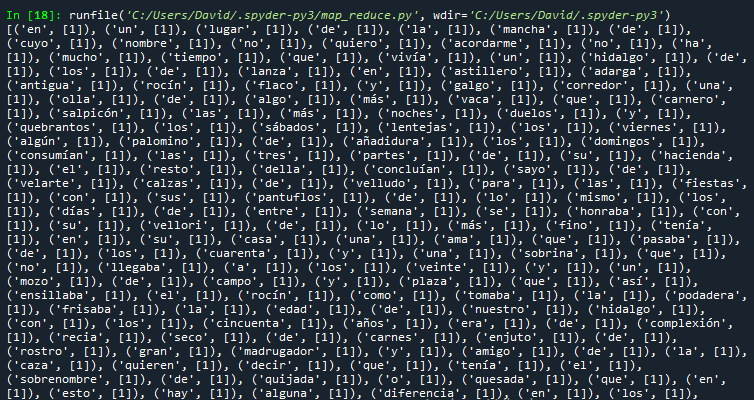 In [18]: runfile('C:/Users/David/.spyder-py3/map_reduce.py', wdir='C:/Users/David/.spyder-py3')
[('en', [1]), ('un', [1]), ('lugar', [1]), ('de', [1]), ('la', [1]), ('mancha', [1]), ('de', [1]),
('cuyo', [1]), ('nombre', [1]), ('no', [1]), ('quiero', [1]), ('acordarme', [1]), ('no', [1]), ('ha',
[1]), ('mucho', [1]), ('tiempo', [1]), ('que', [1]), ('vivía', [1]), ('un', [1]), ('hidalgo', [1]), ('de',
[1]), ('los', [1]), ('de', [1]), ('lanza', [1]), ('en', [1]), ('astillero', [1]), ('adarga', [1]),
('antigua', [1]), ('rocín', [1]), ('flaco', [1]), ('y', [1]), ('galgo', [1]), ('corredor', [1]), ('una',
[1]), ('olla', [1]), ('de', [1]), ('algo', [1]), ('más', [1]), ('vaca', [1]), ('que', [1]), ('carnero',
[1]), ('salpicón', [1]), ('las', [1]), ('más', [1]), ('noches', [1]), ('duelos', [1]), ('y', [1]),
('quebrantos', [1]), ('los', [1]), ('sábados', [1]), ('lentejas', [1]), ('los', [1]), ('viernes', [1]),
('algún', [1]), ('palomino', [1]), ('de', [1]), ('añadidura', [1]), ('los', [1]), ('domingos', [1]),
('consumían', [1]), ('las', [1]), ('tres', [1]), ('partes', [1]), ('de', [1]), ('su', [1]), ('hacienda',
[1]), ('el', [1]), ('resto', [1]), ('della', [1]), ('concluían', [1]), ('sayo', [1]), ('de', [1]),
('velarte', [1]), ('calzas', [1]), ('de', [1]), ('velludo', [1]), ('para', [1]), ('las', [1]), ('fiestas',
[1]), ('con', [1]), ('sus', [1]), ('pantuflos', [1]), ('de', [1]), ('lo', [1]), ('mismo', [1]), ('los',
[1]), ('días', [1]), ('de', [1]), ('entre', [1]), ('semana', [1]), ('se', [1]), ('honraba', [1]), ('con',
[1]), ('su', [1]), ('vellori', [1]), ('de', [1]), ('lo', [1]), ('más', [1]), ('fino', [1]), ('tenía',
[1]), ('en', [1]), ('su', [1]), ('casa', [1]), ('una', [1]), ('ama', [1]), ('que', [1]), ('pasaba', [1]),
('de', [1]), ('los', [1]), ('cuarenta', [1]), ('y', [1]), ('una', [1]), ('sobrina', [1]), ('que', [1]),
('no', [1]), ('llegaba', [1]), ('a', [1]), ('los', [1]), ('veinte', [1]), ('y', [1]), ('un', [1]),
('mozo', [1]), ('de', [1]), ('campo', [1]), ('y', [1]), ('plaza', [1]), ('que', [1]), ('así', [1]),
('ensillaba', [1]), ('el', [1]), ('rocín', [1]), ('como', [1]), ('tomaba', [1]), ('la', [1]), ('podadera',
[1]), ('frisaba', [1]), ('la', [1]), ('edad', [1]), ('de', [1]), ('nuestro', [1]), ('hidalgo', [1]),
('con', [1]), ('los', [1]), ('cincuenta', [1]), ('años', [1]), ('era', [1]), ('de', [1]), ('complexión',
[1]), ('recia', [1]), ('seco', [1]), ('de', [1]), ('carnes', [1]), ('enjuto', [1]), ('de', [1]),
('rostro', [1]), ('gran', [1]), ('madrugador', [1]), ('y', [1]), ('amigo', [1]), ('de', [1]), ('la', [1]),
('caza', [1]), ('quieren', [1]), ('decir', [1]), ('que', [1]), ('tenía', [1]), ('el', [1]),
('sobrenombre', [1]), ('de', [1]), ('quijada', [1]), ('o', [1]), ('quesada', [1]), ('que', [1]), ('en',
[1]), ('esto', [1]), ('hay', [1]), ('alguna', [1]), ('diferencia', [1]), ('en', [1]), ('los', [1]),